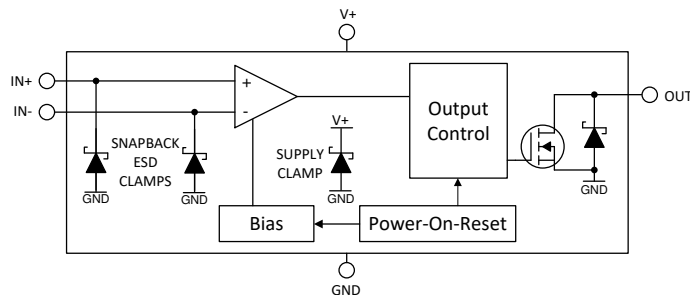 V+
IN+
IN-
+
-
SNAPBACK
ESD
CLAMPS
GND
GND
V+
SUPPLY
CLAMP
GND
Output
Control
OUT
GND
Bias
Power-On-Reset
GND